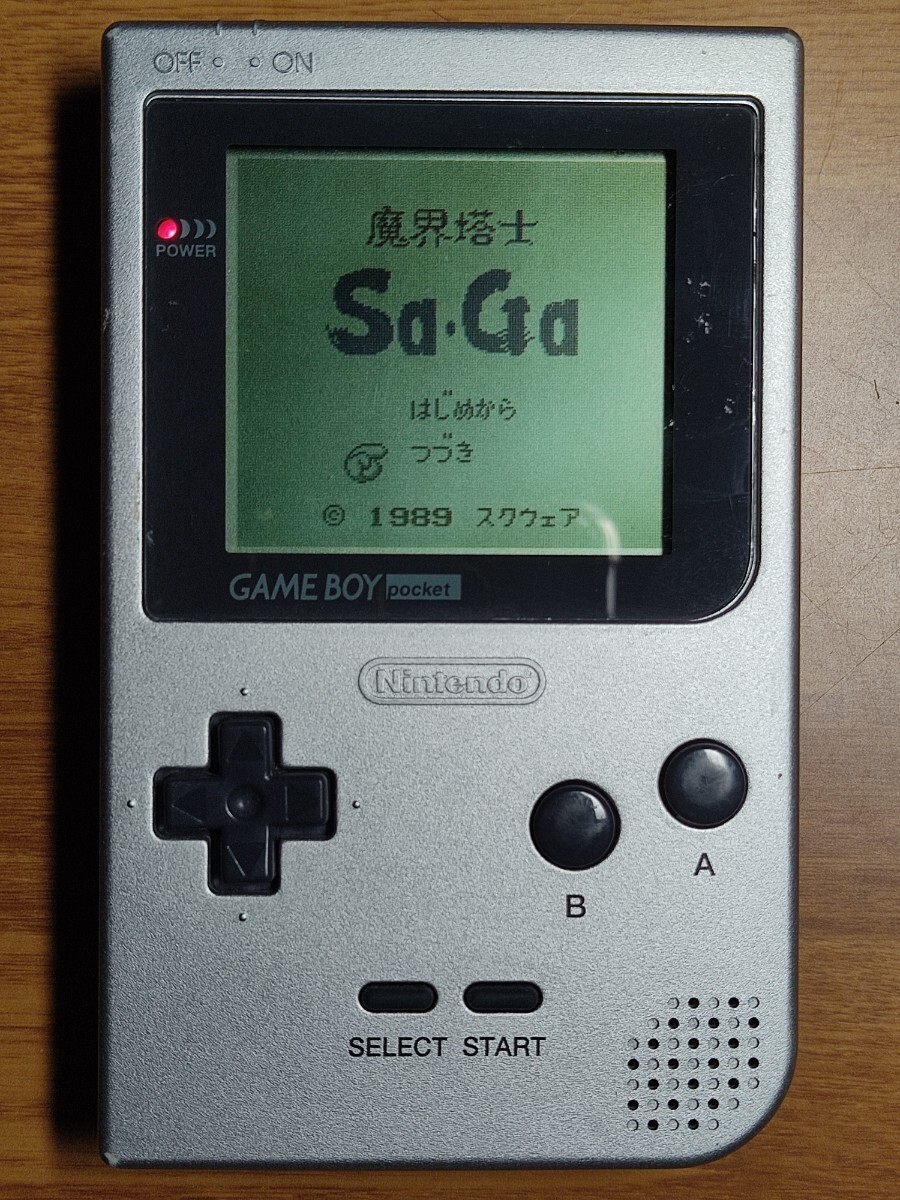 OFF ON
POWER
魔界塔士
Sa・Ga
はじめから
つづき
© 1989 スクウェア
GAME BOY pocket
Nintendo
A
B
SELECT START